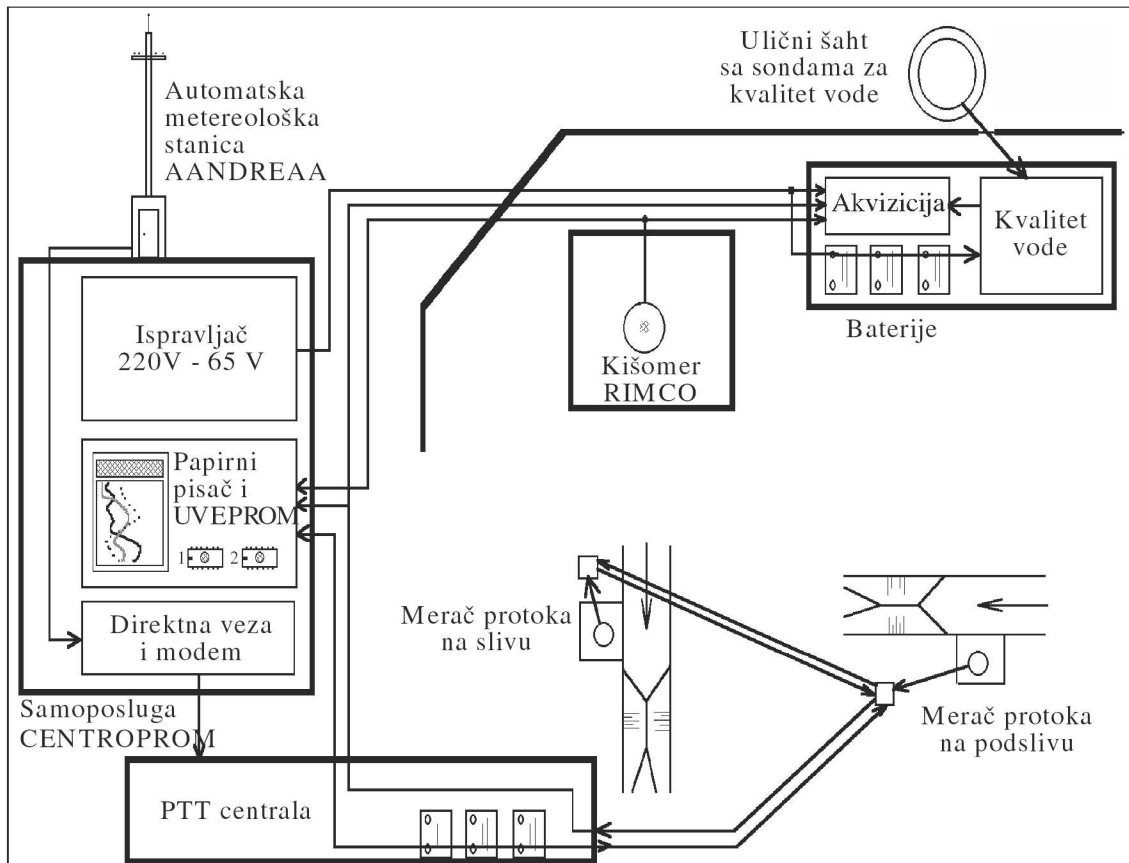 Automatska
metereološka
stanica
AANDREAA
Ulični šaht
sa sondama za
kvalitet vode
Akvizicija
Kvalitet
vode
Baterije
Ispravljač
220V - 65 V
Kišomer
RIMCO
Papirni
pisač i
UVEPROM
1 2
Direktna veza
i modem
Samoposluga
CENTROPROM
Merač protoka
na slivu
Merač protoka
na podslivu
PTT centrala